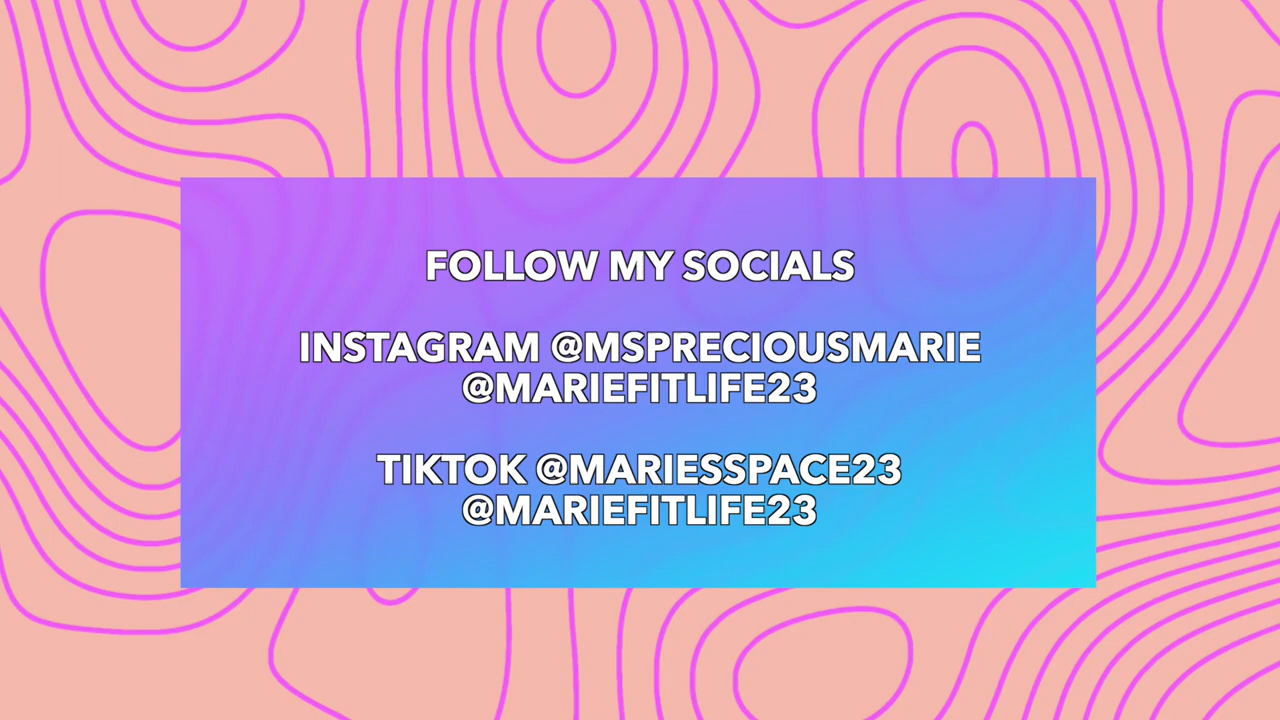 FOLLOW MY SOCIALS
INSTAGRAM @MSPRECIOUSMARIE
@MARIEFITLIFE23
TIKTOK @MARIESSPACE23
@MARIEFITLIFE23